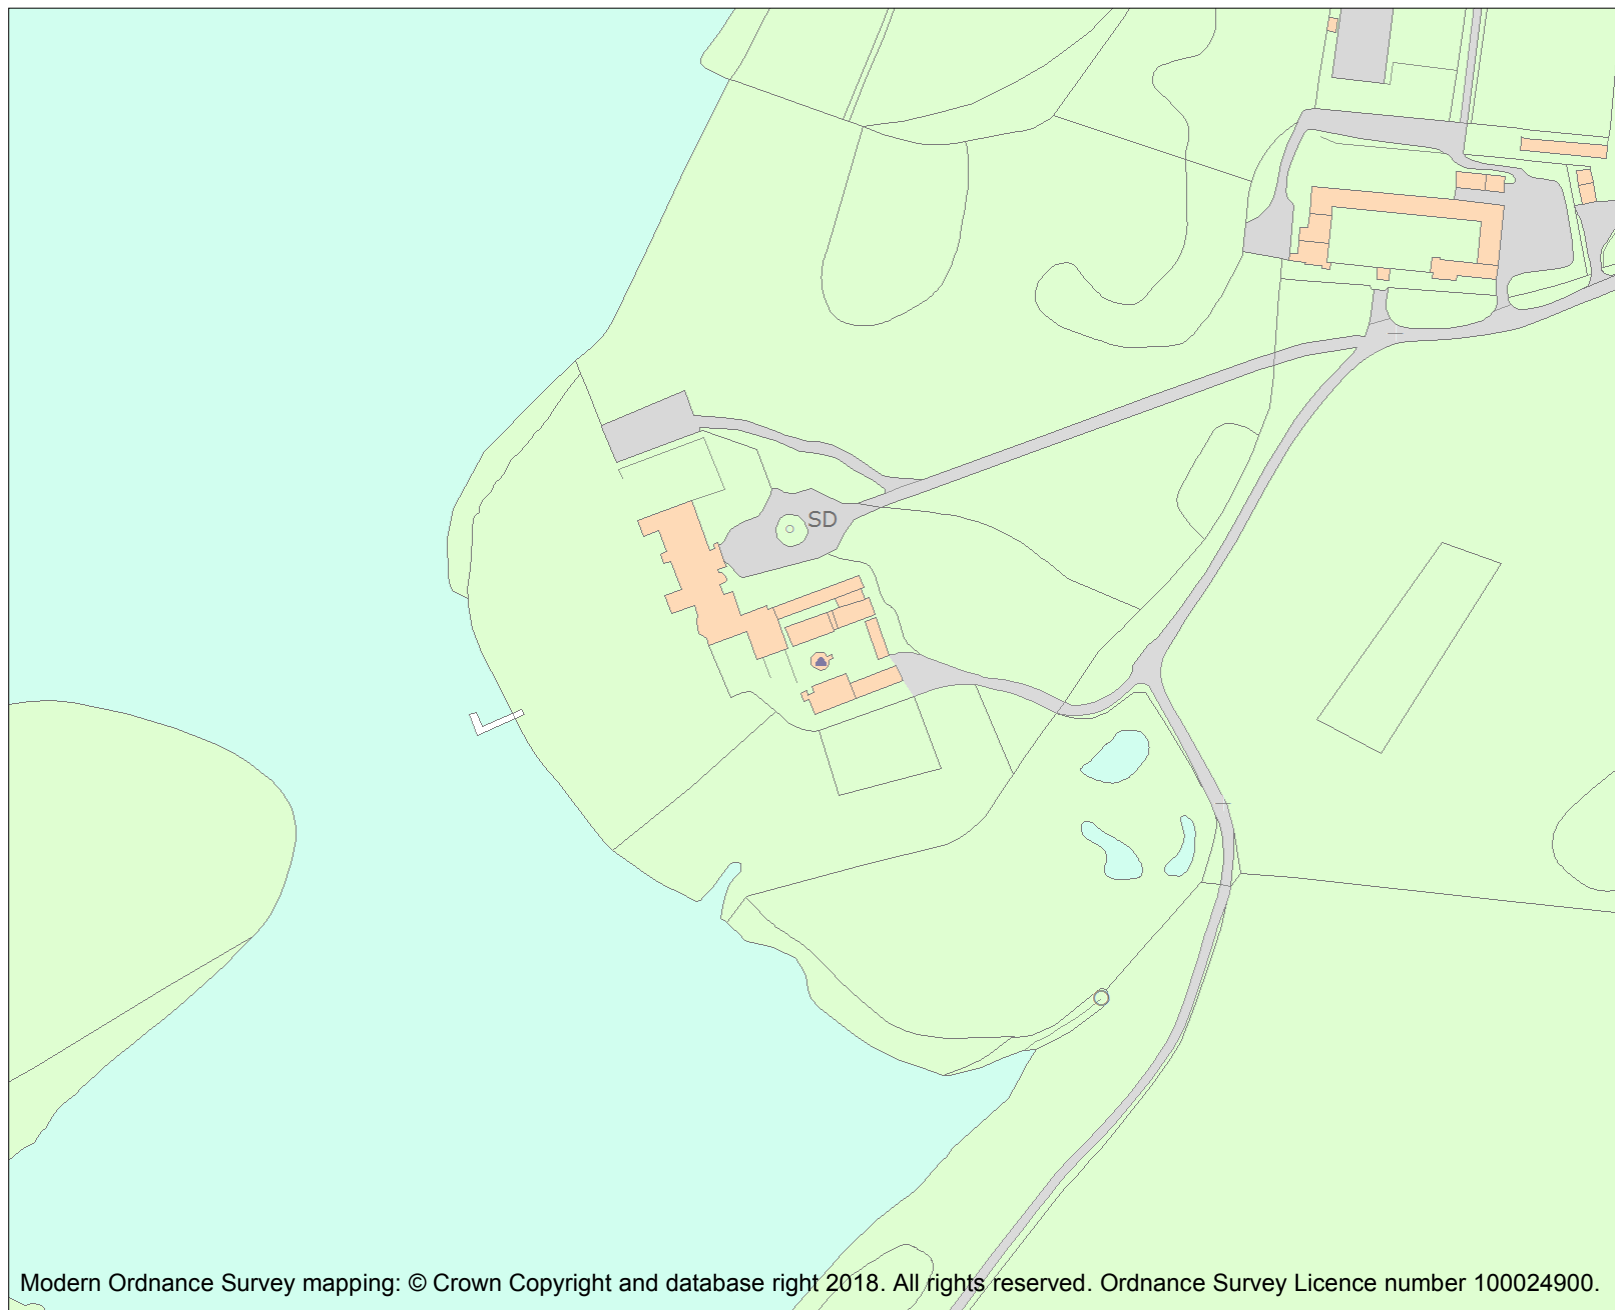 SD
Modern Ordnance Survey mapping: © Crown Copyright and database right 2018. All rights reserved. Ordnance Survey Licence number 100024900.